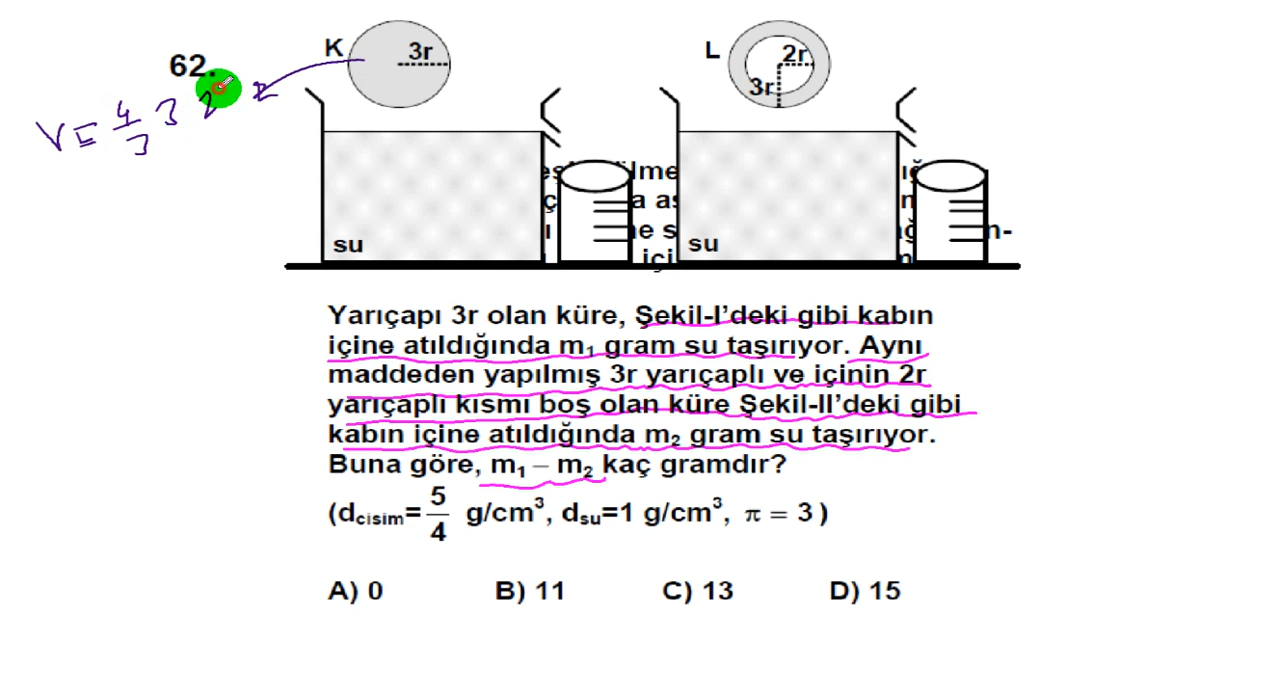 62.
K
3r
L
2r
3r
V = 4/3 3
su
su
Yarıçapı 3r olan küre, Şekil-I’deki gibi kabın
içine atıldığında m₁ gram su taşırıyor. Aynı
maddeden yapılmış 3r yarıçaplı ve içinin 2r
yarıçaplı kısmı boş olan küre Şekil-II’deki gibi
kabın içine atıldığında m₂ gram su taşırıyor.
Buna göre, m₁ – m₂ kaç gramdır?
(dcisim= 5/4 g/cm³, dsu=1 g/cm³, π = 3 )
A) 0 B) 11 C) 13 D) 15